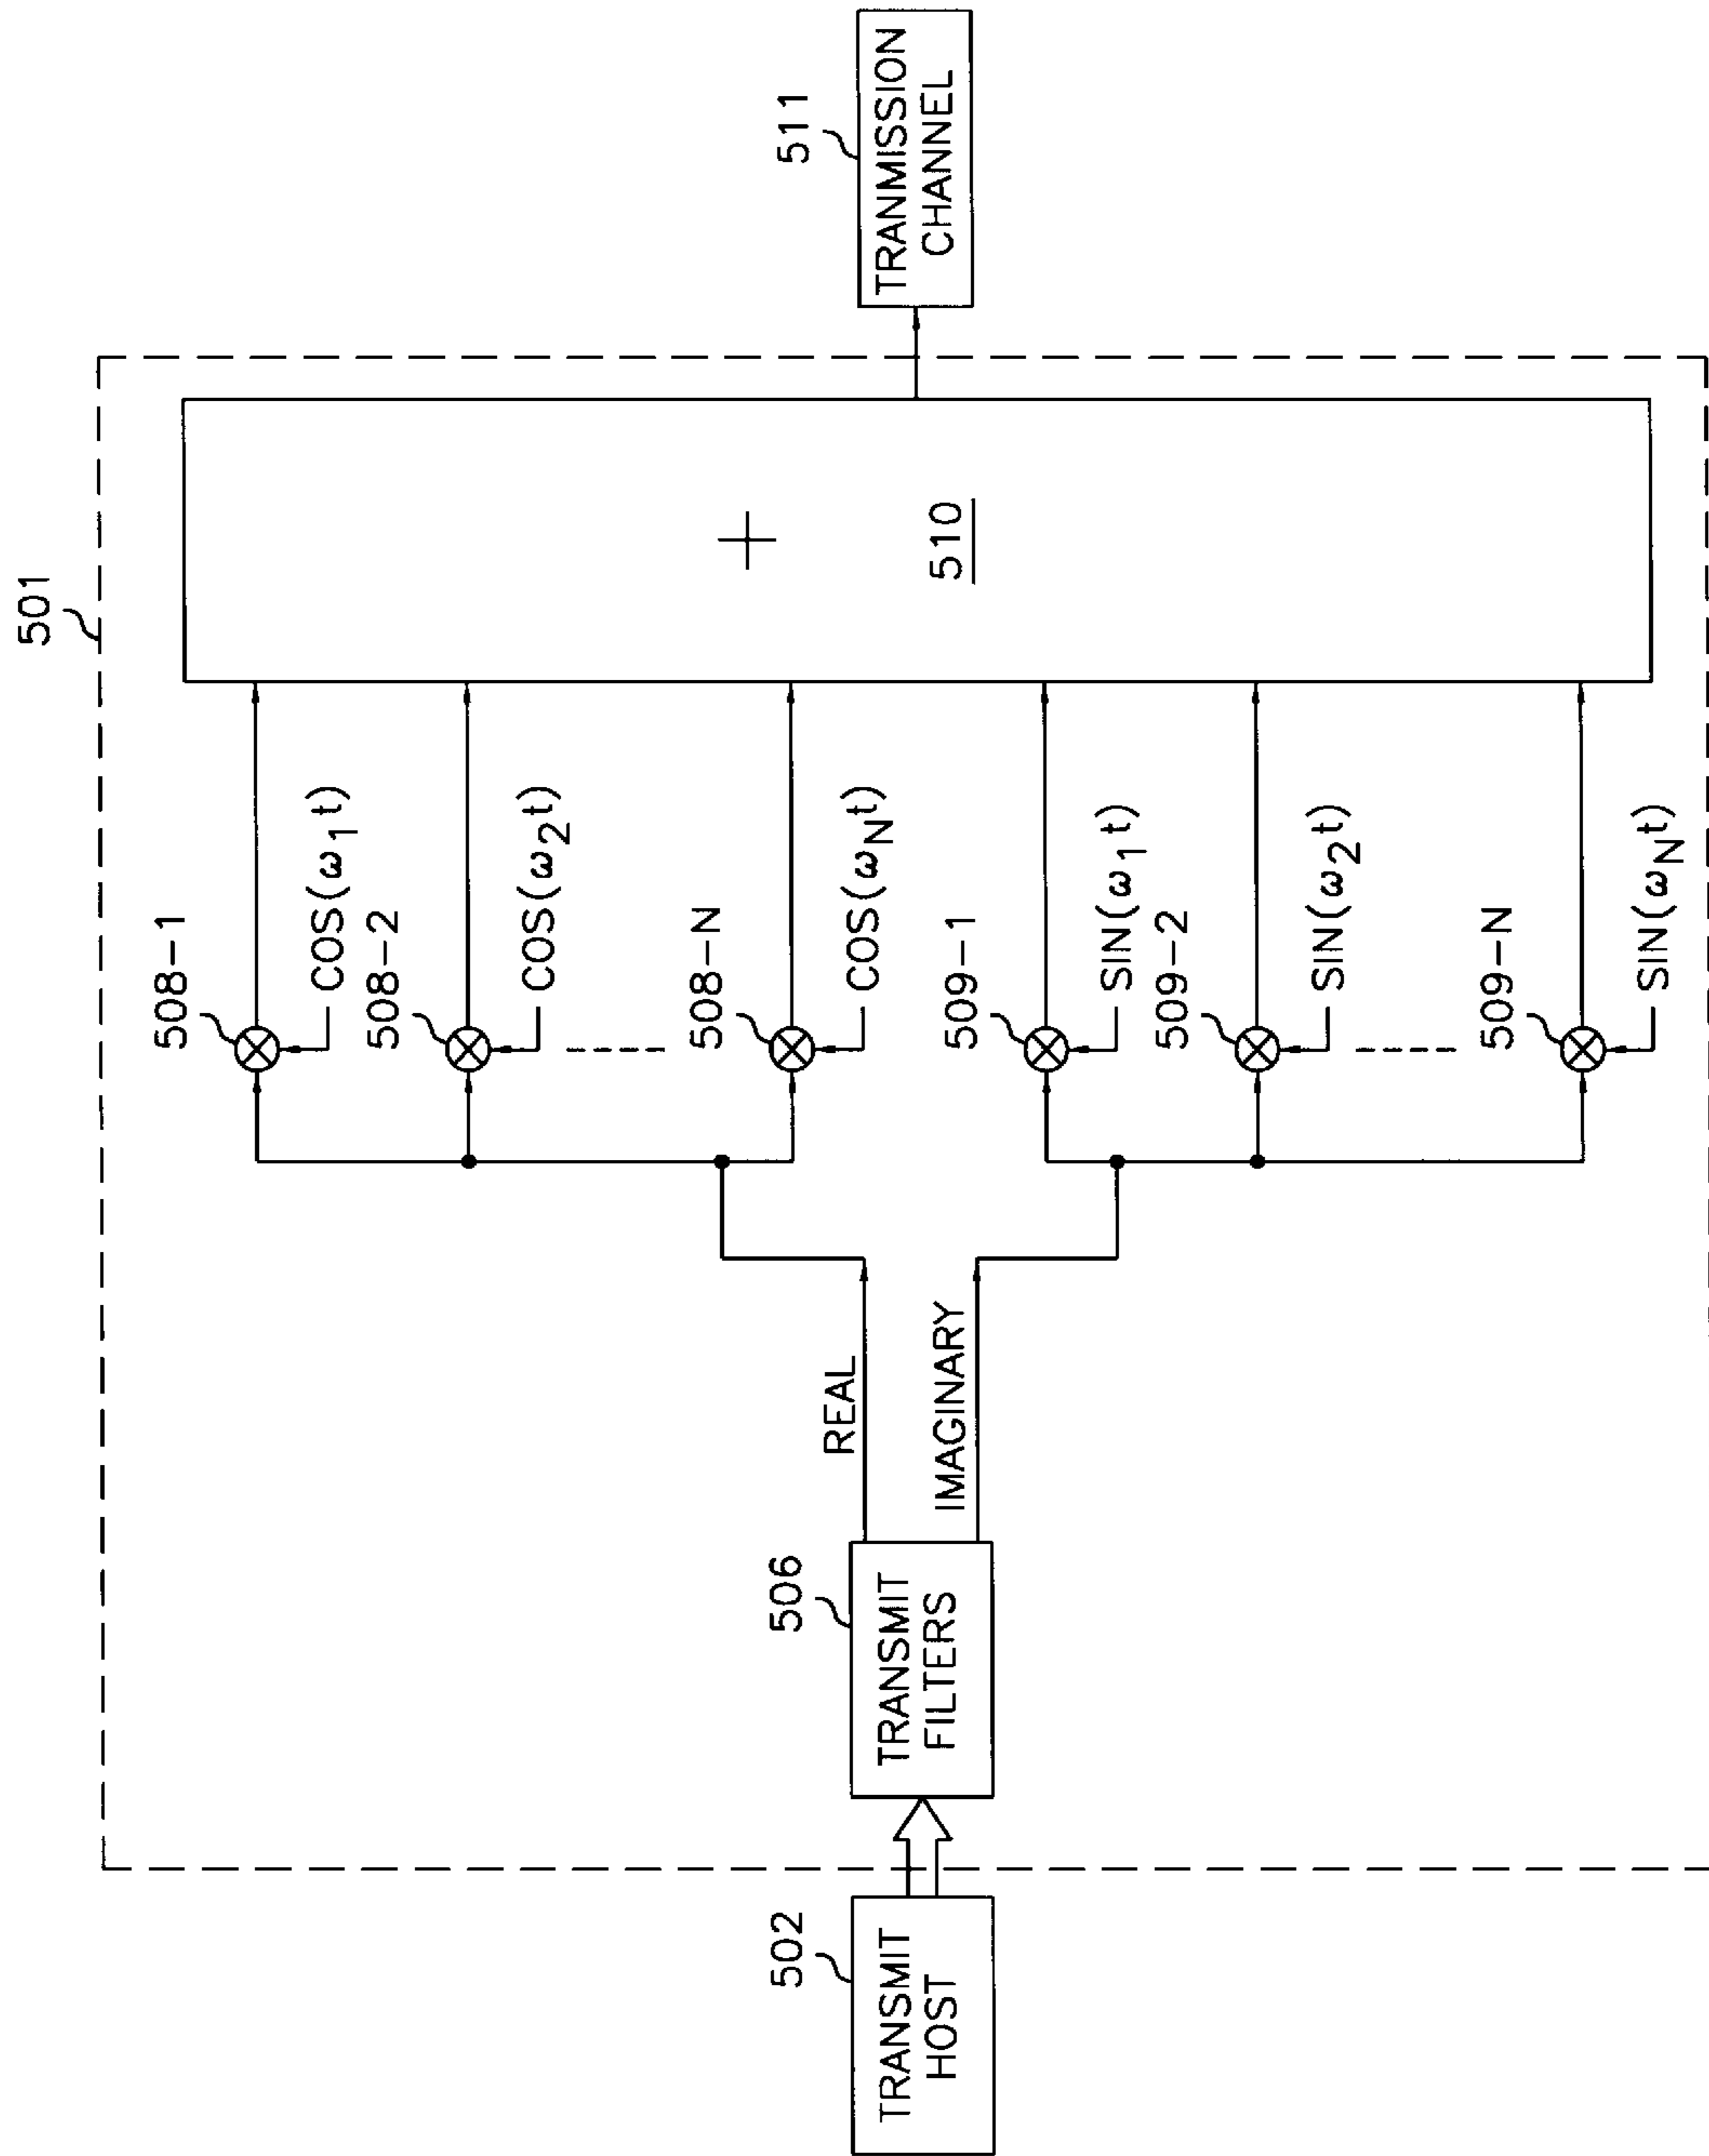 501
502
TRANSMIT
HOST
506
TRANSMIT
FILTERS
REAL
IMAGINARY
508-1
COS(ω1t)
508-2
COS(ω2t)
508-N
COS(ωNt)
509-1
SIN(ω1t)
509-2
SIN(ω2t)
509-N
SIN(ωNt)
+
510
511
TRANMISSION
CHANNEL